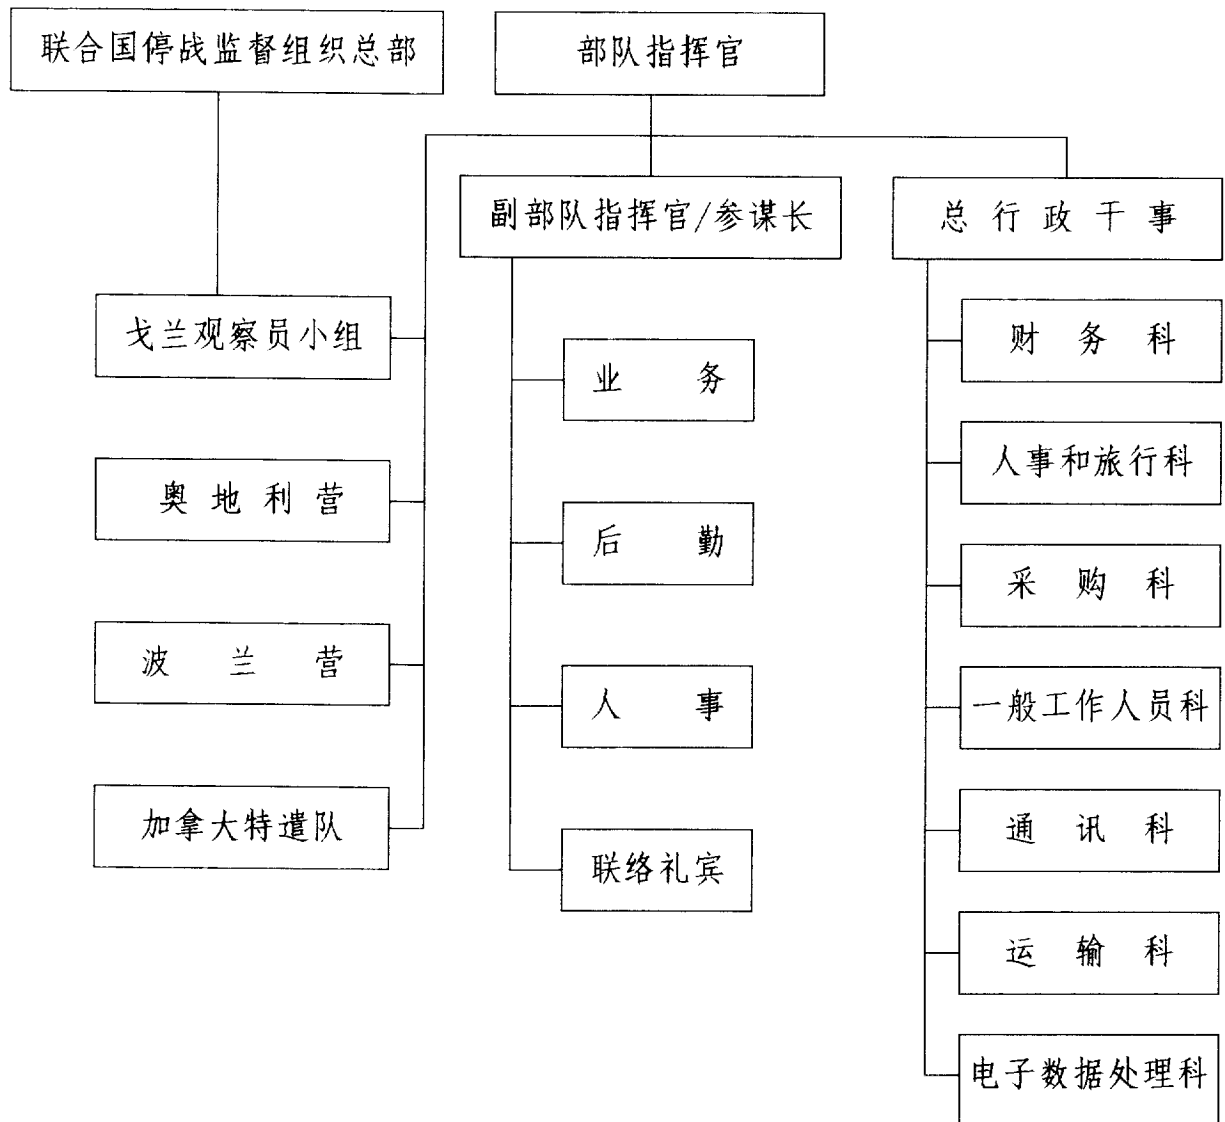 联合国停战监督组织总部
部队指挥官
副部队指挥官/参谋长
总行政干事
戈兰观察员小组
奥地利营
波兰营
加拿大特遣队
业务
后勤
人事
联络礼宾
财务科
人事和旅行科
采购科
一般工作人员科
通讯科
运输科
电子数据处理科